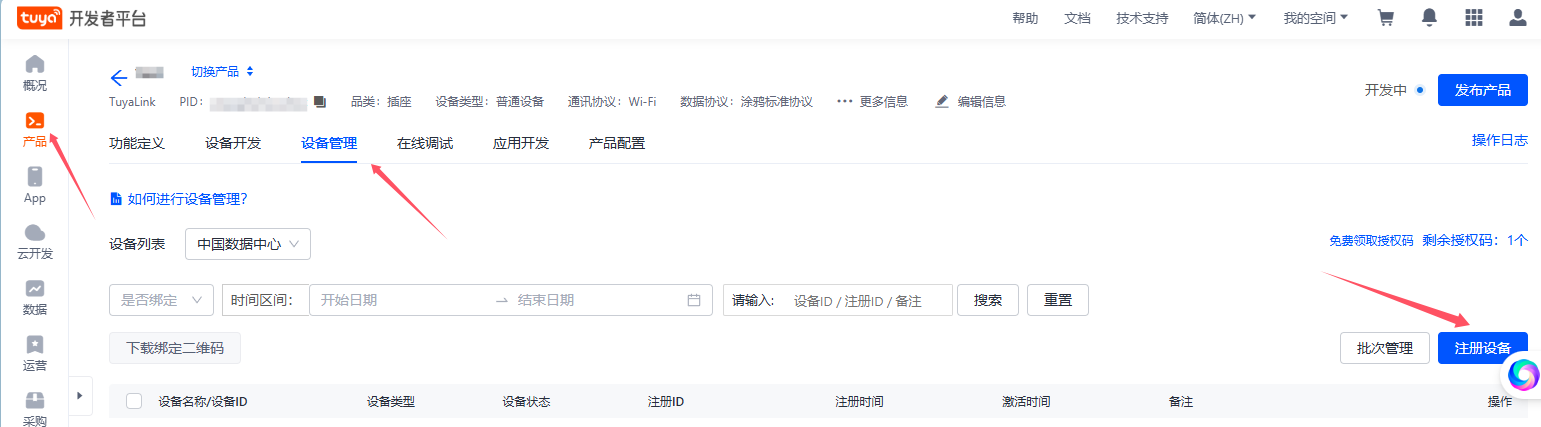 tuya 开发者平台 帮助 文档 技术支持 简体(ZH) 我的空间
概况
产品
App
云开发
数据
运营
采购
切换产品
TuyaLink PID： 品类：插座 设备类型：普通设备 通讯协议：Wi-Fi 数据协议：涂鸦标准协议 ··· 更多信息 编辑信息
开发中 发布产品
功能定义 设备开发 设备管理 在线调试 应用开发 产品配置 操作日志
如何进行设备管理？
设备列表 中国数据中心 免费领取授权码 剩余授权码：1个
是否绑定 时间区间： 开始日期 → 结束日期 请输入: 设备ID / 注册ID / 备注 搜索 重置
下载绑定二维码 批次管理 注册设备
设备名称/设备ID 设备类型 设备状态 注册ID 注册时间 激活时间 备注 操作